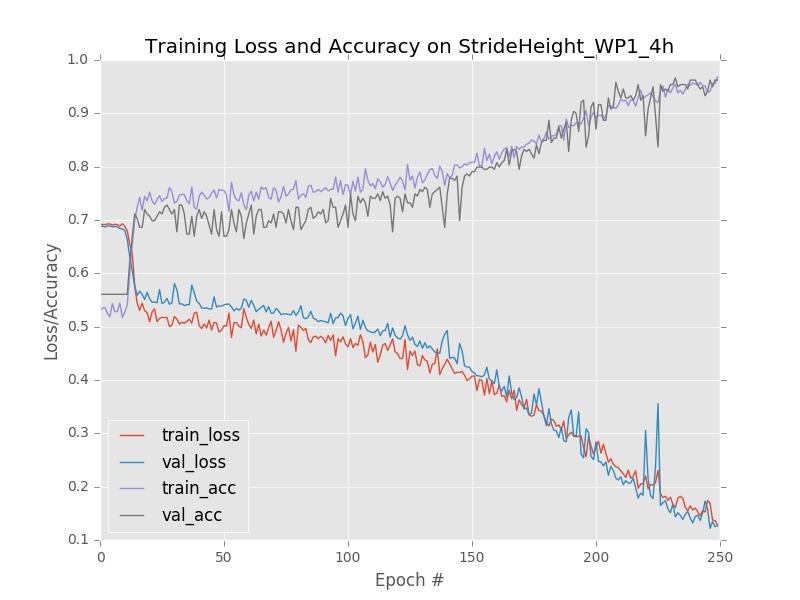 Training Loss and Accuracy on StrideHeight_WP1_4h
1.0
0.9
0.8
0.7
0.6
0.5
0.4
0.3
0.2
0.1
Loss/Accuracy
train_loss
val_loss
train_acc
val_acc
0 50 100 150 200 250
Epoch #